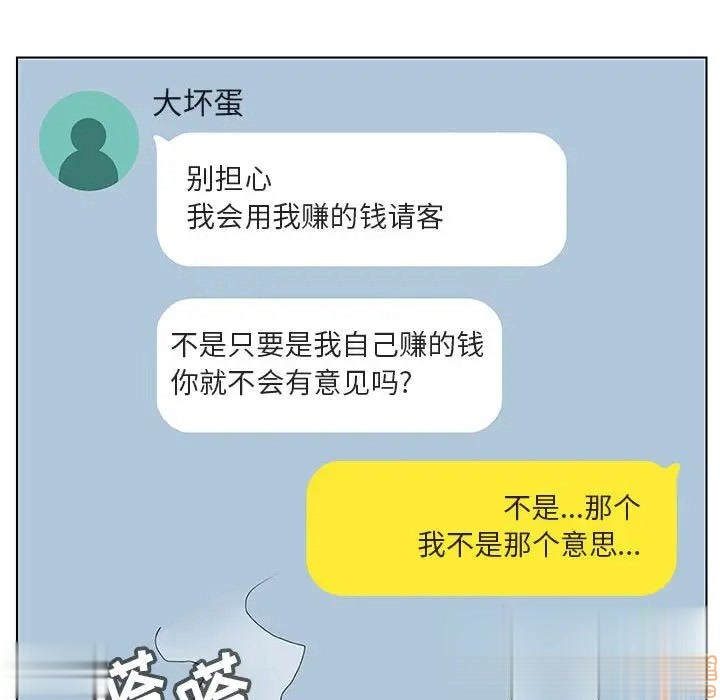 大坏蛋
别担心
我会用我赚的钱请客
不是只要是我自己赚的钱
你就不会有意见吗?
不是...那个
我不是那个意思...
嗒
嗒